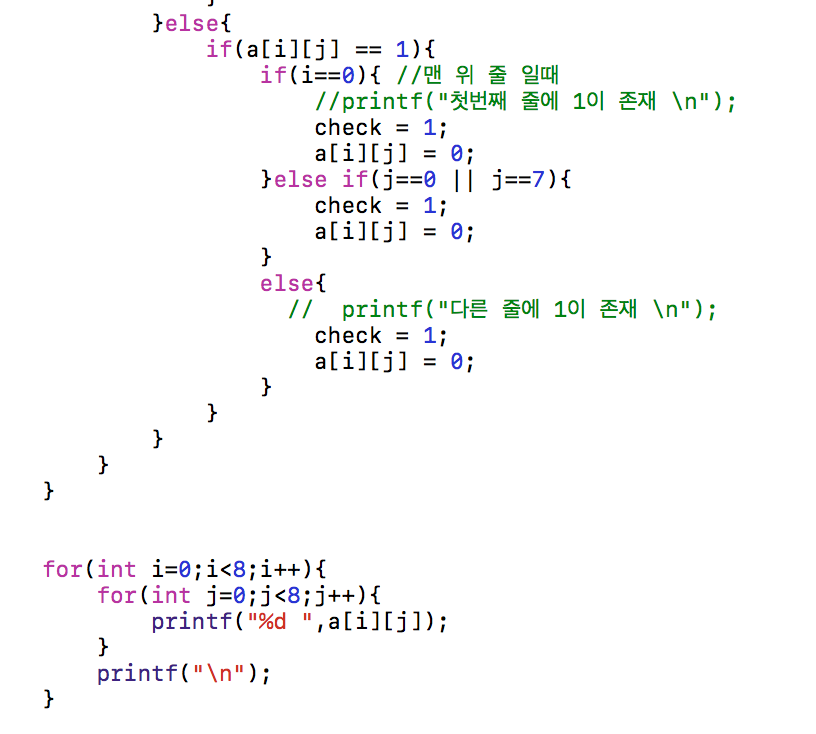 }else{
if(a[i][j] == 1){
if(i==0){ //맨 위 줄 일때
//printf("첫번째 줄에 1이 존재 \n");
check = 1;
a[i][j] = 0;
}else if(j==0 || j==7){
check = 1;
a[i][j] = 0;
}
else{
//  printf("다른 줄에 1이 존재 \n");
check = 1;
a[i][j] = 0;
}
}
}
}
}
for(int i=0;i<8;i++){
for(int j=0;j<8;j++){
printf("%d ",a[i][j]);
}
printf("\n");
}